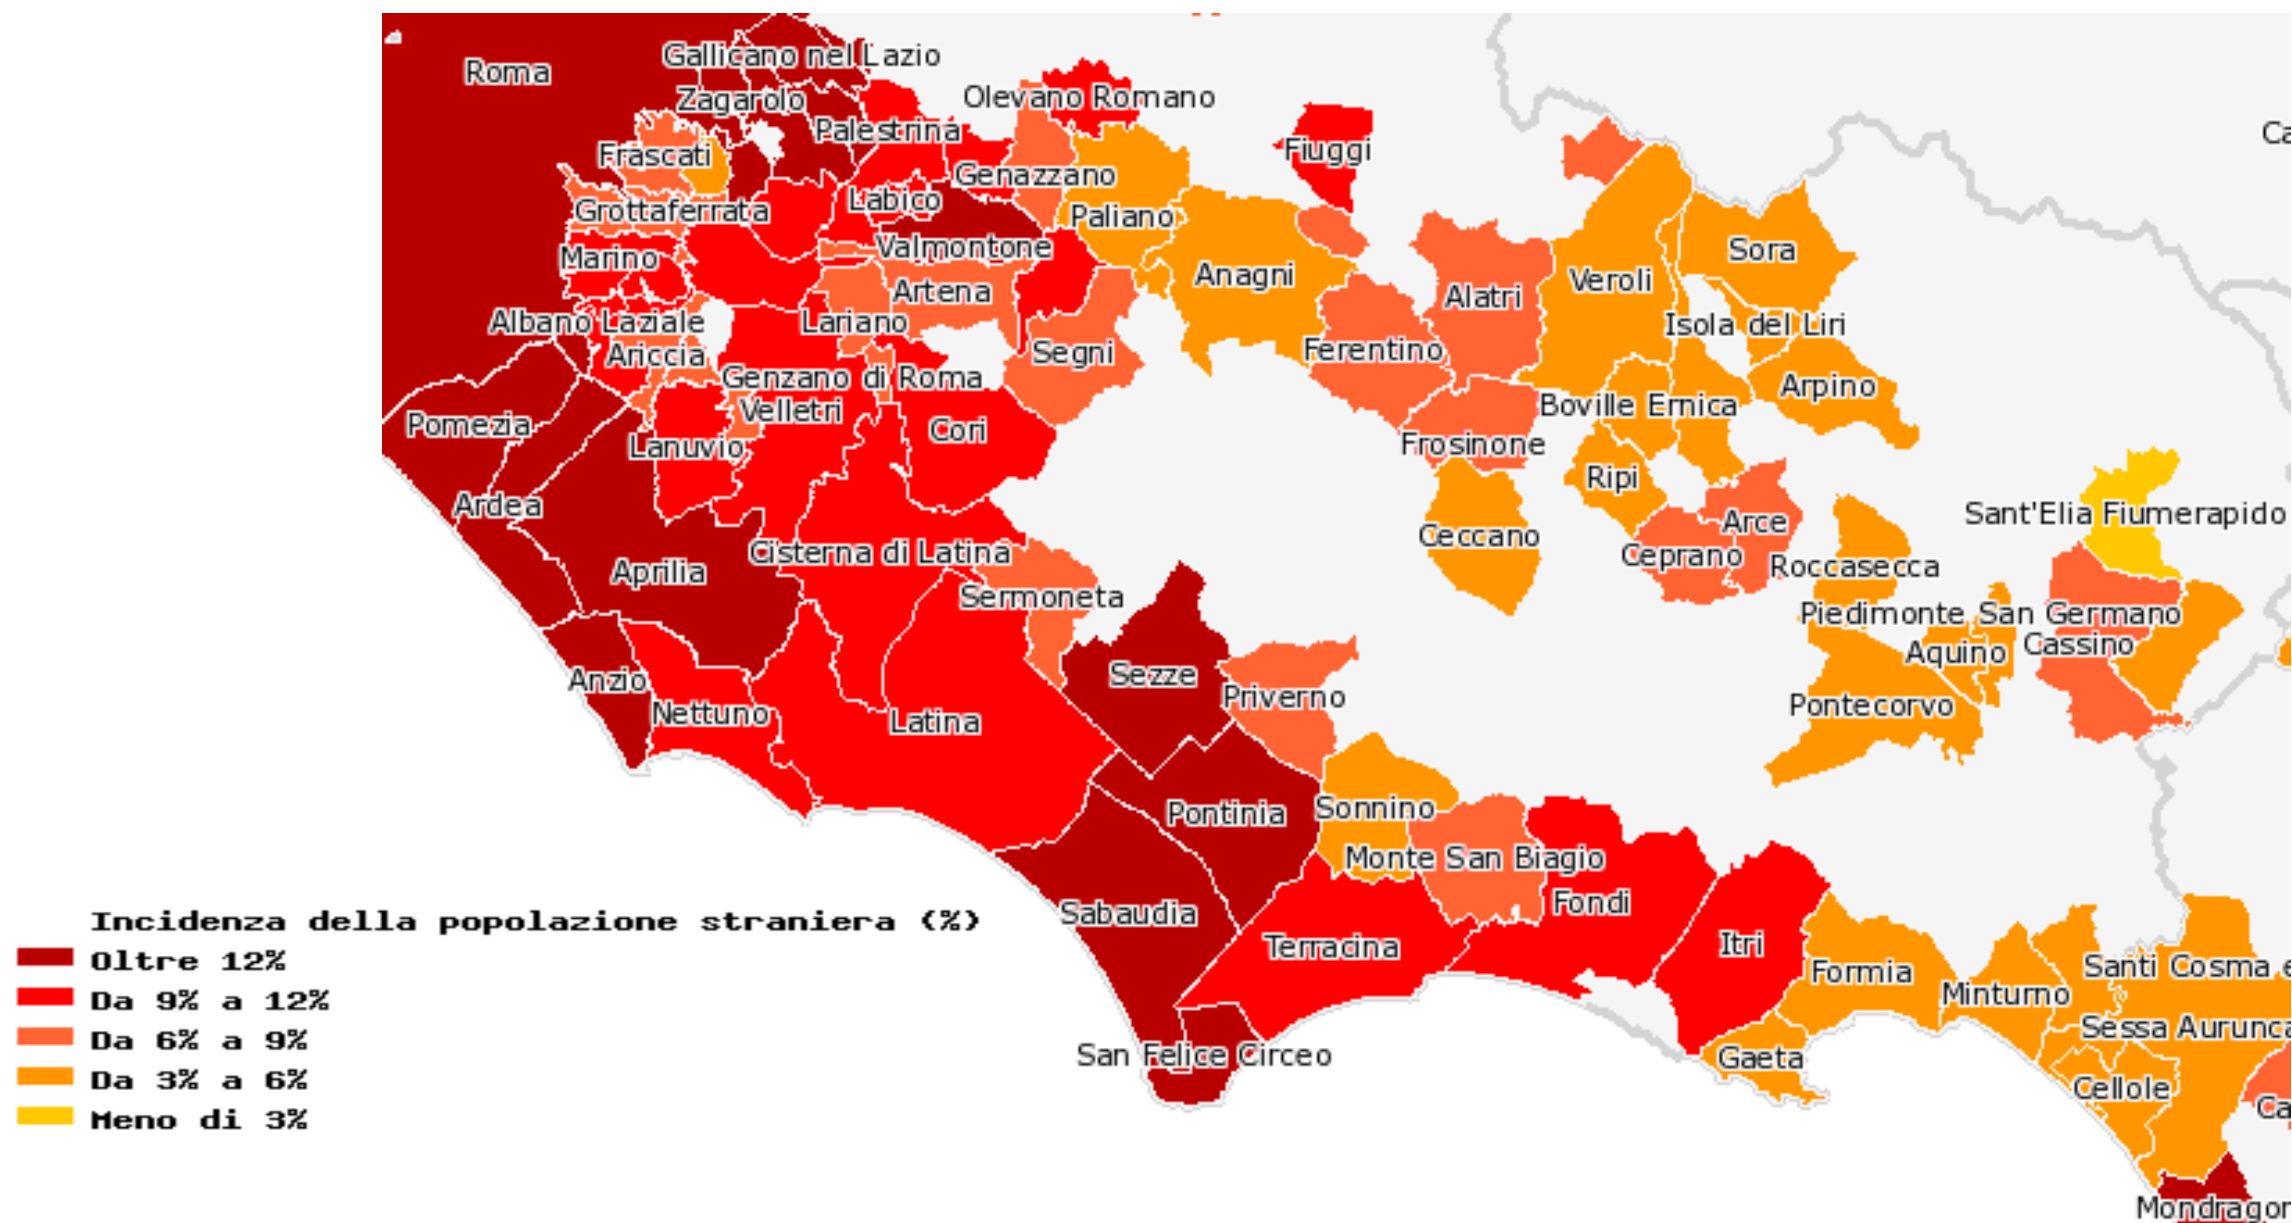 Gallicano nel Lazio
Roma
Zagarolo
Olevano Romano
Palestrina
Fiuggi
Frascati
Genazzano
Labico
Grottaferrata
Paliano
Valmontone
Marino
Anagni
Sora
Veroli
Artena
Alatri
Albano Laziale
Lariano
Isola del Liri
Ariccia
Segni
Ferentino
Genzano di Roma
Arpino
Velletri
Boville Ernica
Pomezia
Cori
Lanuvio
Frosinone
Ripi
Ardea
Sant'Elia Fiumerapido
Arce
Ceccano
Cisterna di Latina
Ceprano
Aprilia
Roccasecca
Sermoneta
Piedimonte San Germano
Cassino
Aquino
Sezze
Anzio
Priverno
Pontecorvo
Nettuno
Latina
Pontinia
Sonnino
Monte San Biagio
Fondi
Sabaudia
Terracina
Itri
Formia
Santi Cosma e
Minturno
Sessa Aurunca
San Felice Circeo
Gaeta
Cellole
Ca
Ca
Mondragon
Incidenza della popolazione straniera (%)
Oltre 12%
Da 9% a 12%
Da 6% a 9%
Da 3% a 6%
Meno di 3%